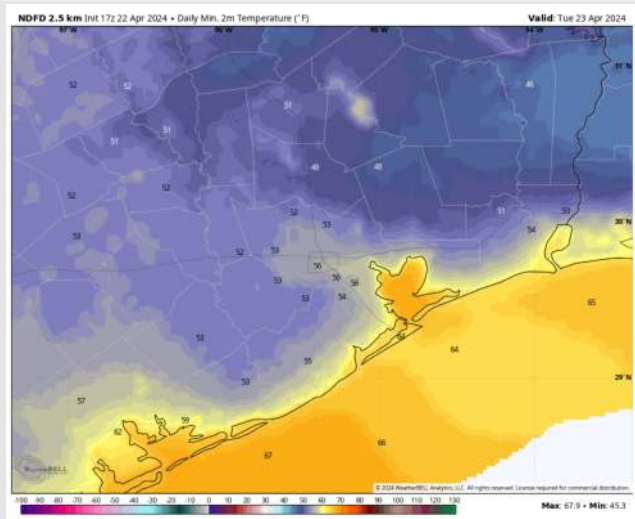 NDFD 2.5 km Init 17z 22 Apr 2024 • Daily Min. 2m Temperature (°F)
Valid: Tue 23 Apr 2024
97°W 96°W 95°W 94°W
31°N
52 52 46
51
51 51
49 48
52 52
52 53 51 53
30°N
53 54
52 53
56
53 56 56
53 54 65
53 64 64
55
29°N
53
57
59
62
66
67
WeatherBELL
© 2024 WeatherBELL Analytics, LLC. All rights reserved. License required for commercial distribution.
-100 -90 -80 -70 -60 -50 -40 -30 -20 -10 0 10 20 30 40 50 60 70 80 90 100 110 120 130
Max: 67.9 • Min: 45.3